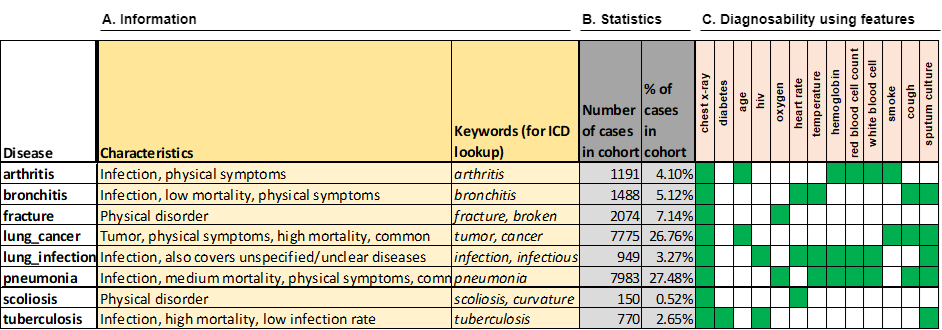 A. Information B. Statistics C. Diagnosability using features
Disease Characteristics Keywords (for ICD lookup) Number of cases in cohort % of cases in cohort chest x-ray diabetes age hiv oxygen heart rate temperature hemoglobin red blood cell count white blood cell smoke cough sputum culture
arthritis Infection, physical symptoms arthritis 1191 4.10%
bronchitis Infection, low mortality, physical symptoms bronchitis 1488 5.12%
fracture Physical disorder fracture, broken 2074 7.14%
lung_cancer Tumor, physical symptoms, high mortality, common tumor, cancer 7775 26.76%
lung_infection Infection, also covers unspecified/unclear diseases infection, infectious 949 3.27%
pneumonia Infection, medium mortality, physical symptoms, comn pneumonia 7983 27.48%
scoliosis Physical disorder scoliosis, curvature 150 0.52%
tuberculosis Infection, high mortality, low infection rate tuberculosis 770 2.65%